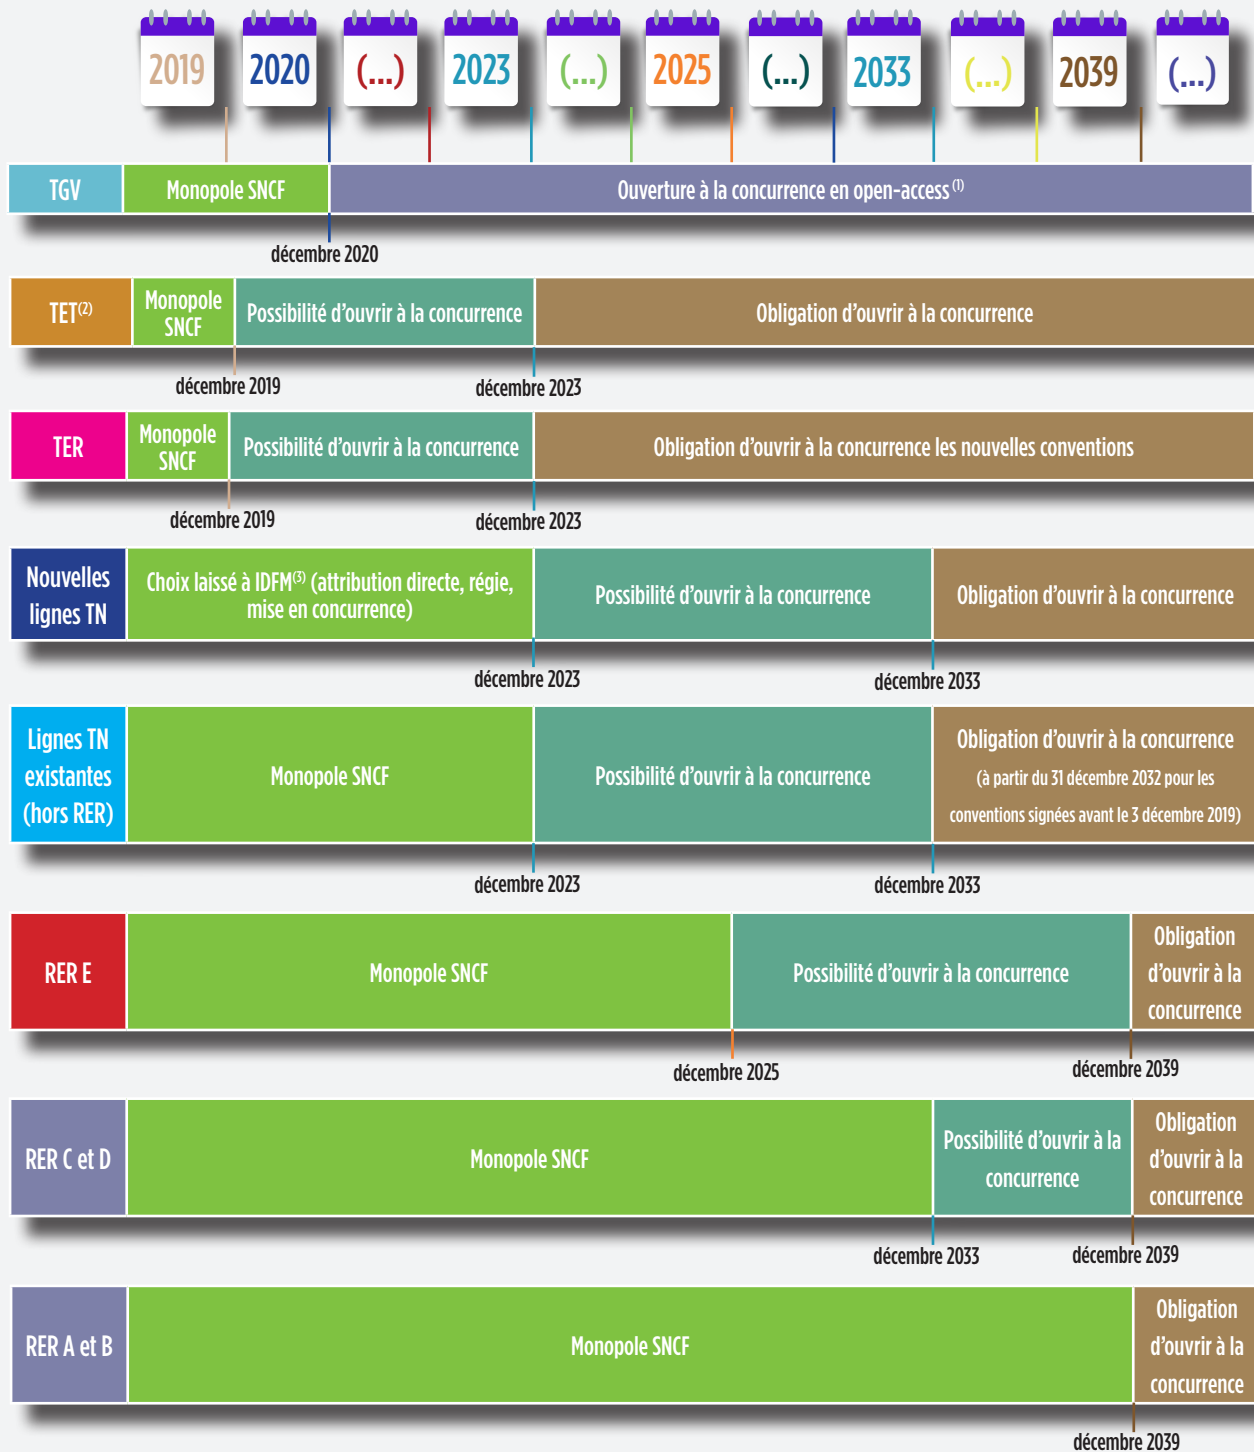 2019 2020 (...) 2023 (...) 2025 (...) 2033 (...) 2039 (...)
TGV
Monopole SNCF
Ouverture à la concurrence en open-access (1)
décembre 2020
TET(2)
Monopole
SNCF
Possibilité d’ouvrir à la concurrence
Obligation d’ouvrir à la concurrence
décembre 2019
décembre 2023
TER
Monopole
SNCF
Possibilité d’ouvrir à la concurrence
Obligation d’ouvrir à la concurrence les nouvelles conventions
décembre 2019
décembre 2023
Nouvelles
lignes TN
Choix laissé à IDFM(3) (attribution directe, régie,
mise en concurrence)
Possibilité d’ouvrir à la concurrence
Obligation d’ouvrir à la concurrence
décembre 2023
décembre 2033
Lignes TN
existantes
(hors RER)
Monopole SNCF
Possibilité d’ouvrir à la concurrence
Obligation d’ouvrir à la concurrence
(à partir du 31 décembre 2032 pour les
conventions signées avant le 3 décembre 2019)
décembre 2023
décembre 2033
RER E
Monopole SNCF
Possibilité d’ouvrir à la concurrence
Obligation
d’ouvrir à la
concurrence
décembre 2025
décembre 2039
RER C et D
Monopole SNCF
Possibilité d’ouvrir à la
concurrence
Obligation
d’ouvrir à la
concurrence
décembre 2033
décembre 2039
RER A et B
Monopole SNCF
Obligation
d’ouvrir à la
concurrence
décembre 2039